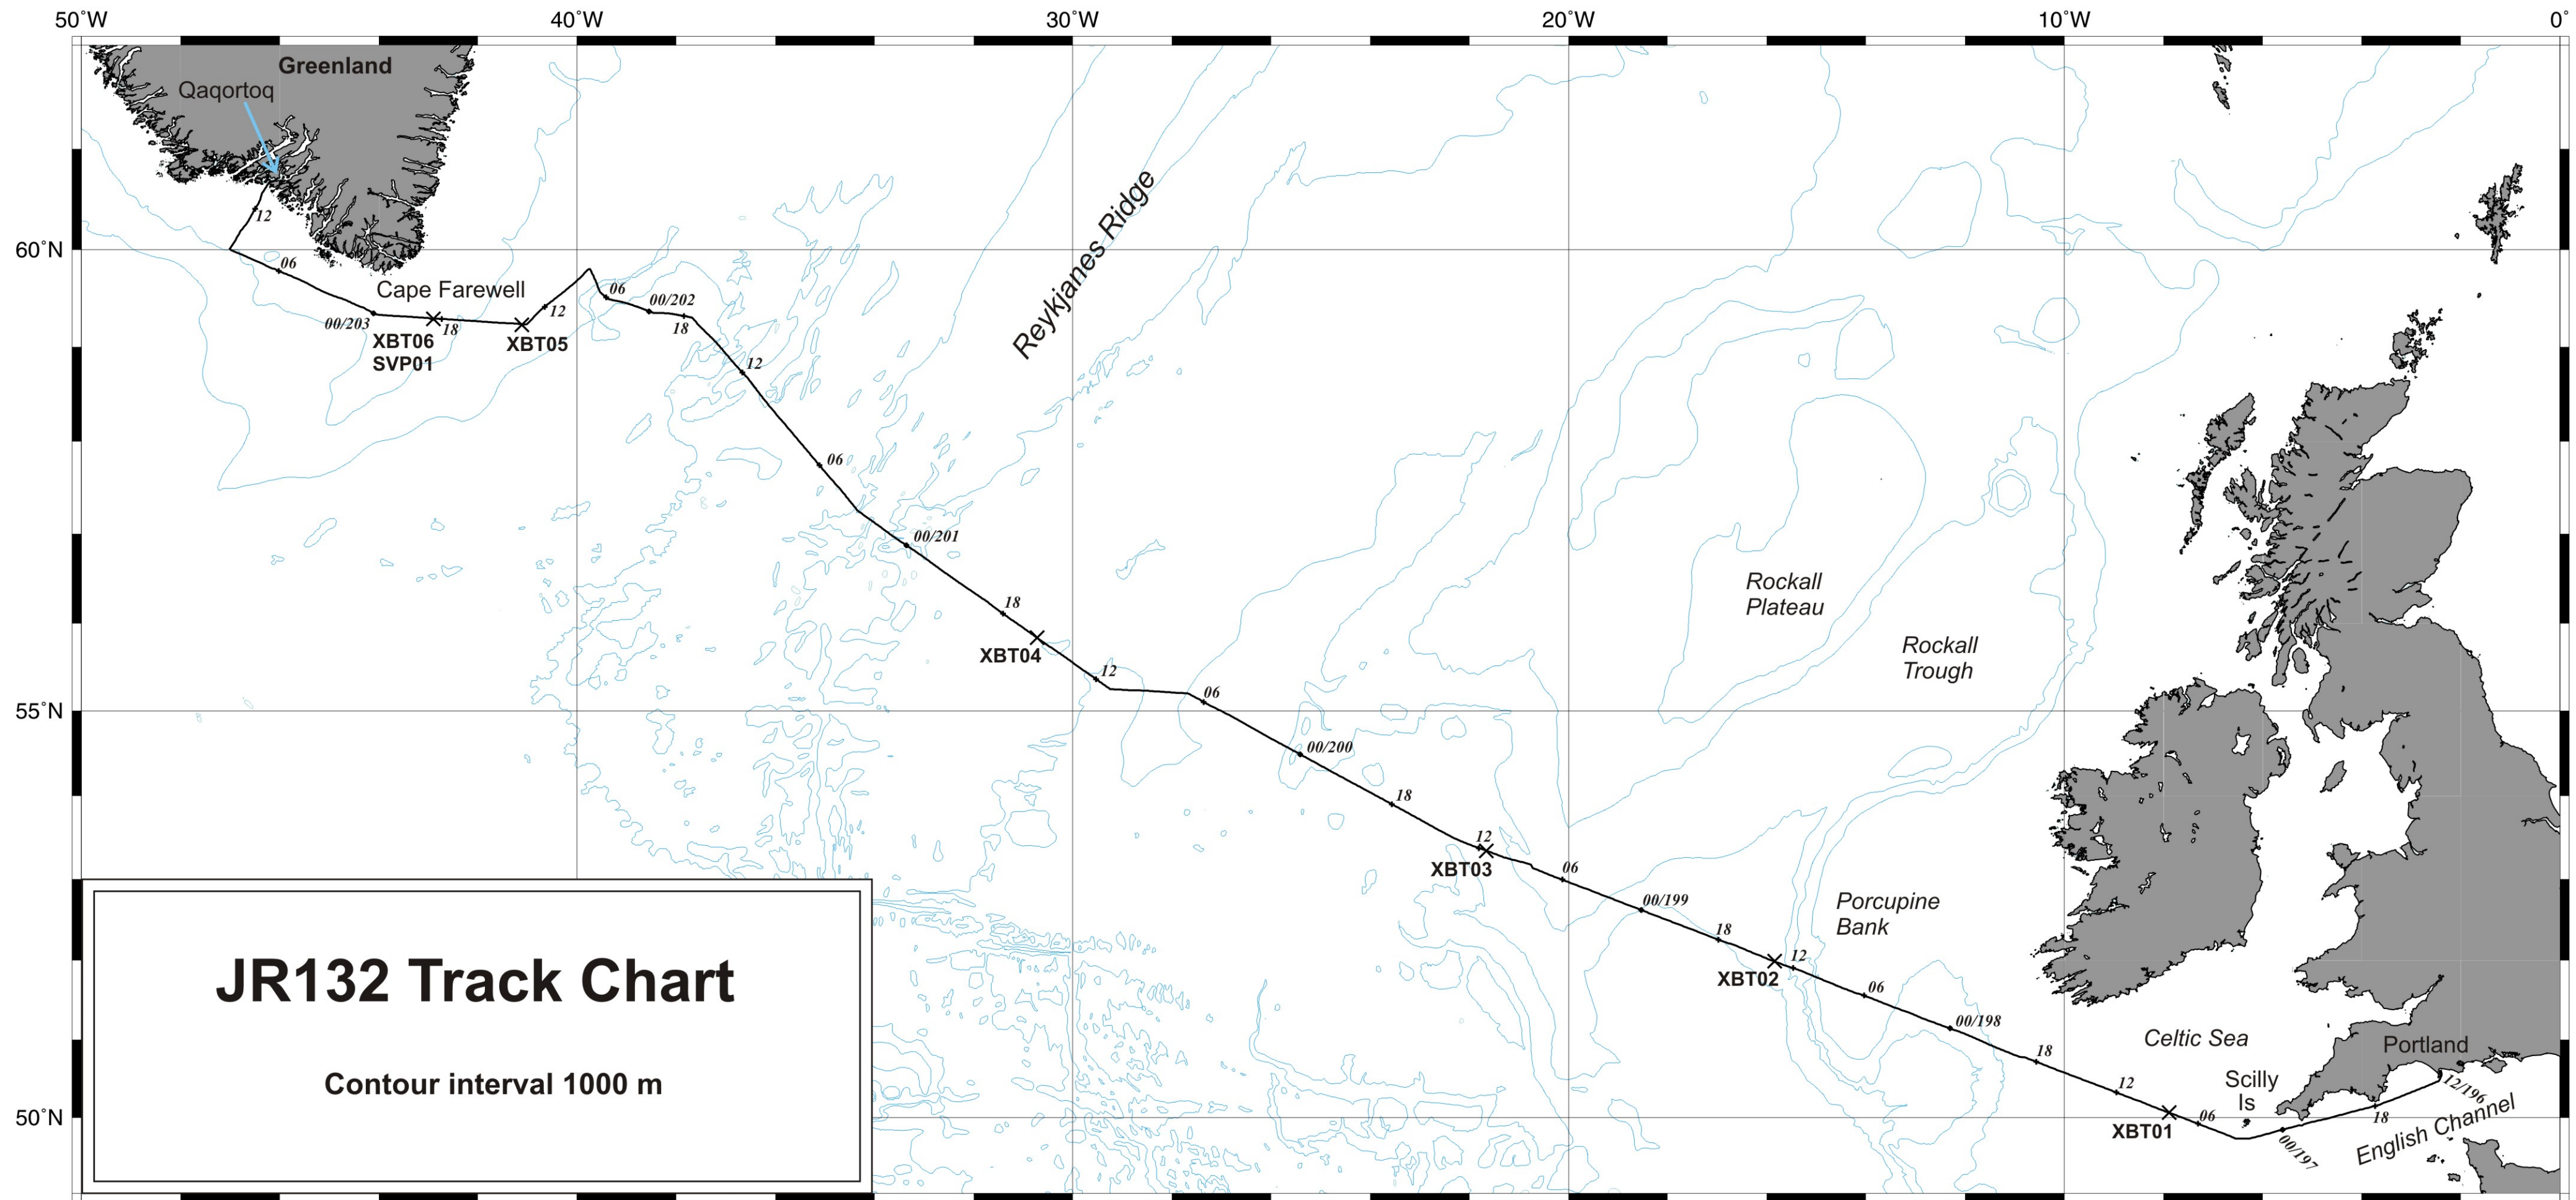 50°W
40°W
30°W
20°W
10°W
0°
Greenland
Qaqortoq
12
60°N
06
Cape Farewell
00/203
XBT06
SVP01
18
XBT05
12
06
00/202
18
12
Reykjanes Ridge
06
00/201
18
XBT04
12
06
55°N
00/200
18
12
XBT03
06
00/199
18
12
XBT02
06
00/198
18
12
XBT01
06
00/197
18
12/196
Rockall
Plateau
Rockall
Trough
Porcupine
Bank
Celtic Sea
Scilly
Is
Portland
English Channel
50°N
JR132 Track Chart
Contour interval 1000 m